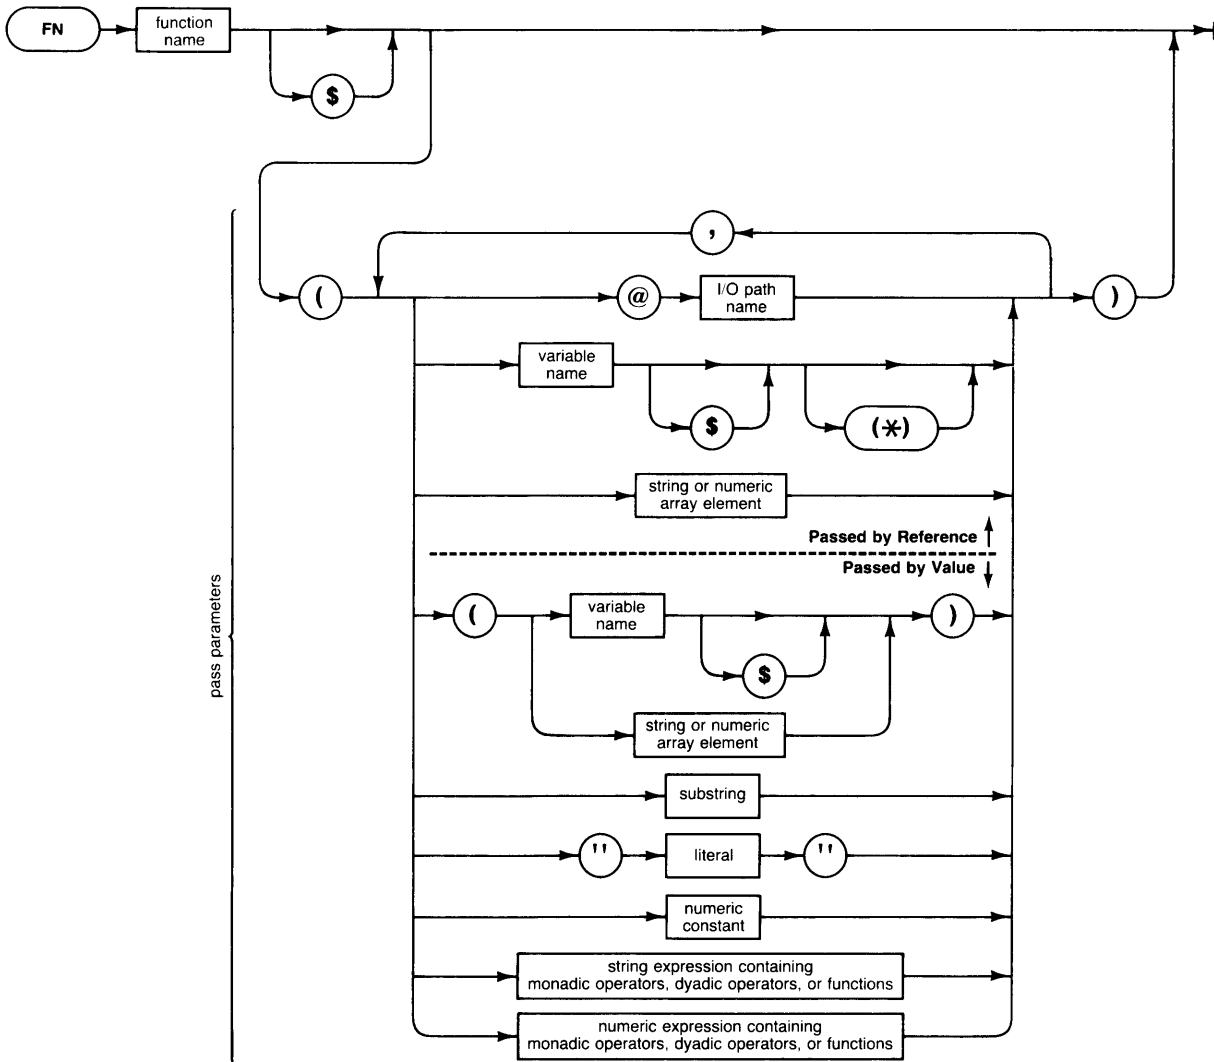 FN
function
name
$
,
(
@
I/O path
name
)
variable
name
$
(*)
string or numeric
array element
Passed by Reference ↑
Passed by Value ↓
(
variable
name
)
$
string or numeric
array element
substring
"
literal
"
numeric
constant
string expression containing
monadic operators, dyadic operators, or functions
numeric expression containing
monadic operators, dyadic operators, or functions
pass parameters